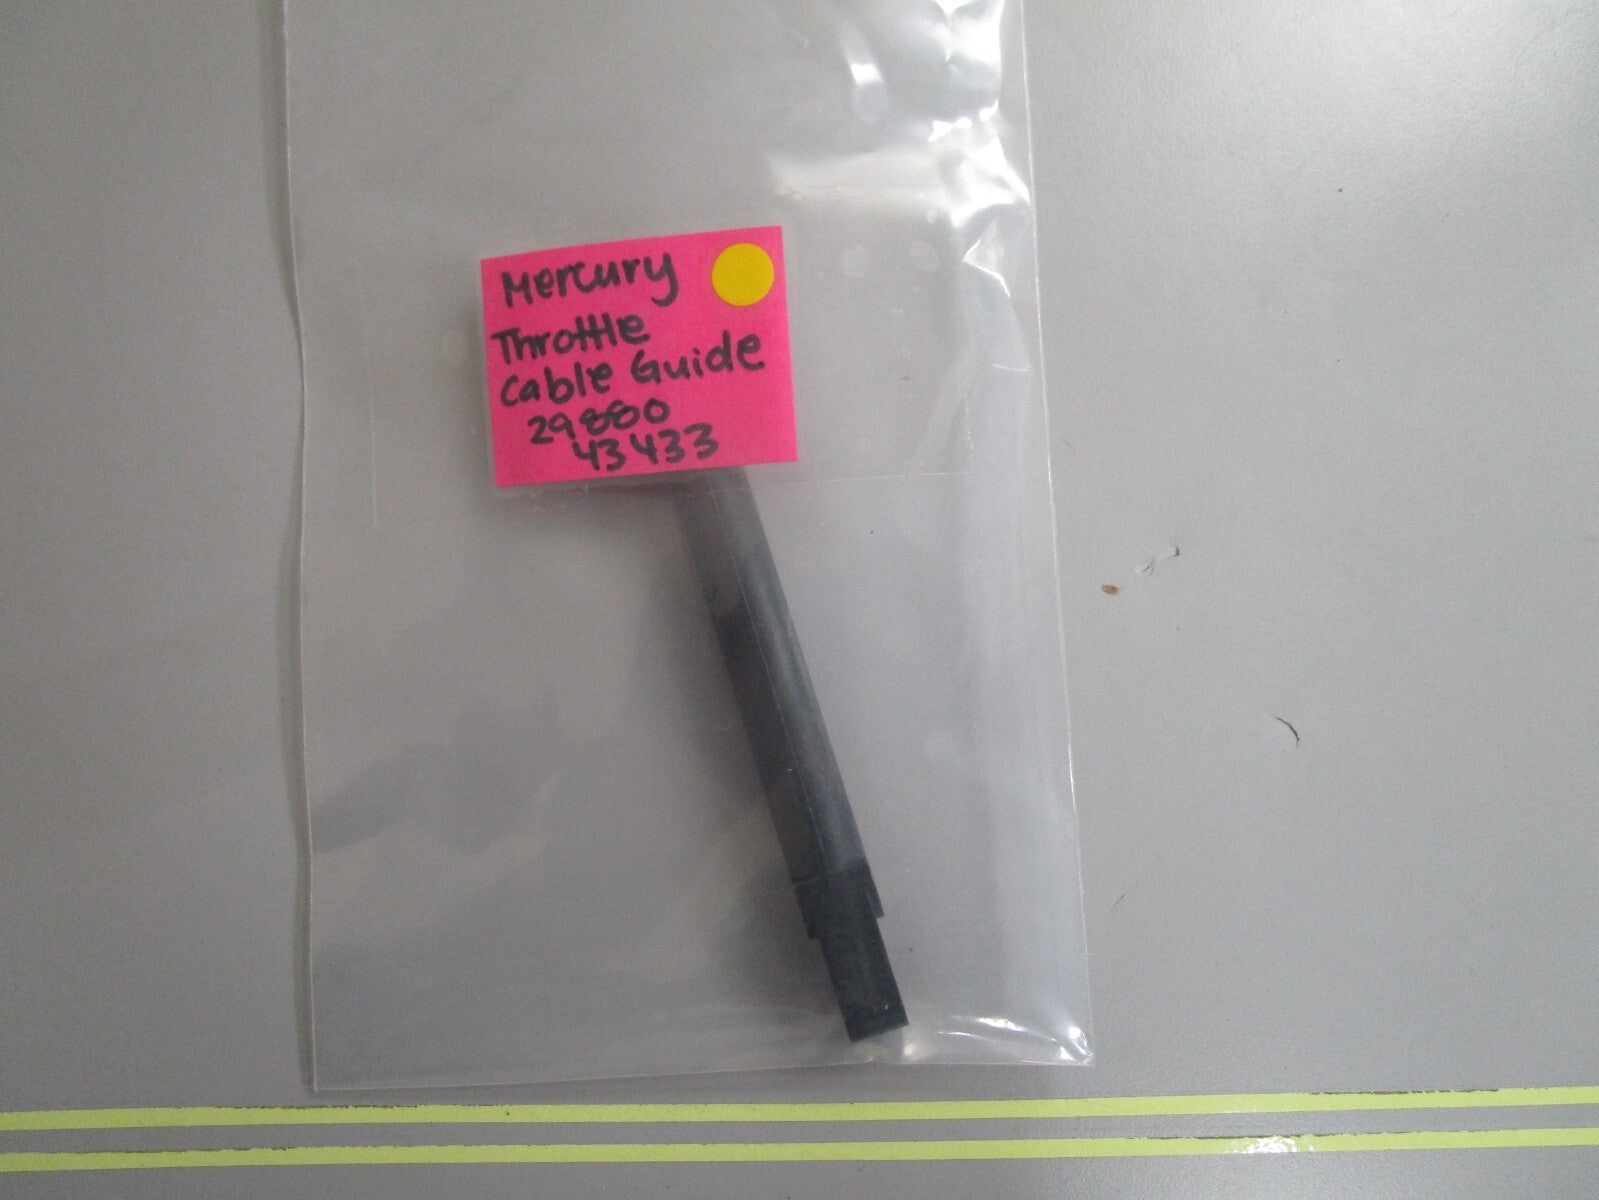 Mercury
Throttle
Cable Guide
29880
43433